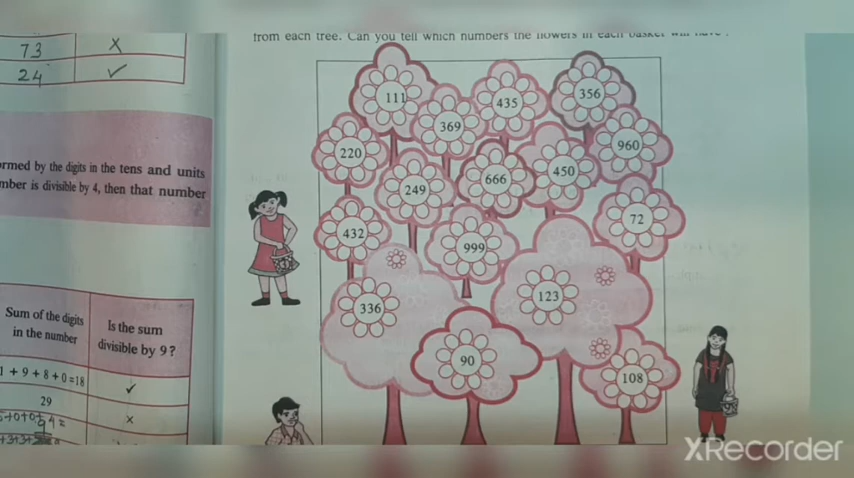 from each tree. Can you tell which numbers the flowers in each basket will have?
73 X
24 ✓
ormed by the digits in the tens and units
mber is divisible by 4, then that number
Sum of the digits in the number
Is the sum divisible by 9 ?
1 + 9 + 8 + 0 = 18 ✓
29 x
111
435
356
369
220
960
249
666
450
432
999
72
336
123
90
108
XRecorder